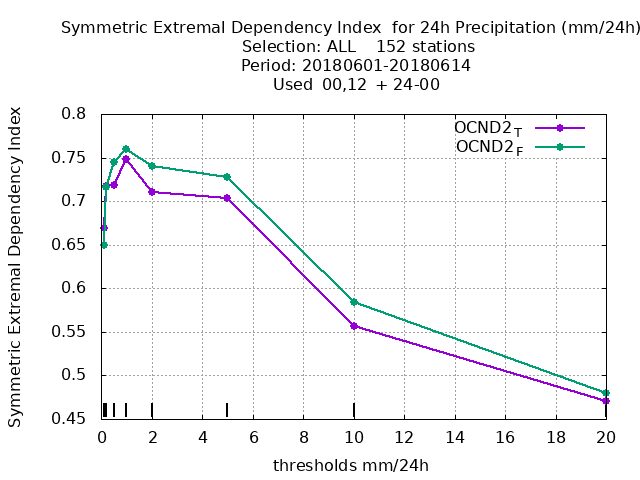 Symmetric Extremal Dependency Index  for 24h Precipitation (mm/24h)
Selection: ALL    152 stations
Period: 20180601-20180614
Used  00,12  + 24-00
Symmetric Extremal Dependency Index
0.8
0.75
0.7
0.65
0.6
0.55
0.5
0.45
OCND2T
OCND2F
0 2 4 6 8 10 12 14 16 18 20
thresholds mm/24h